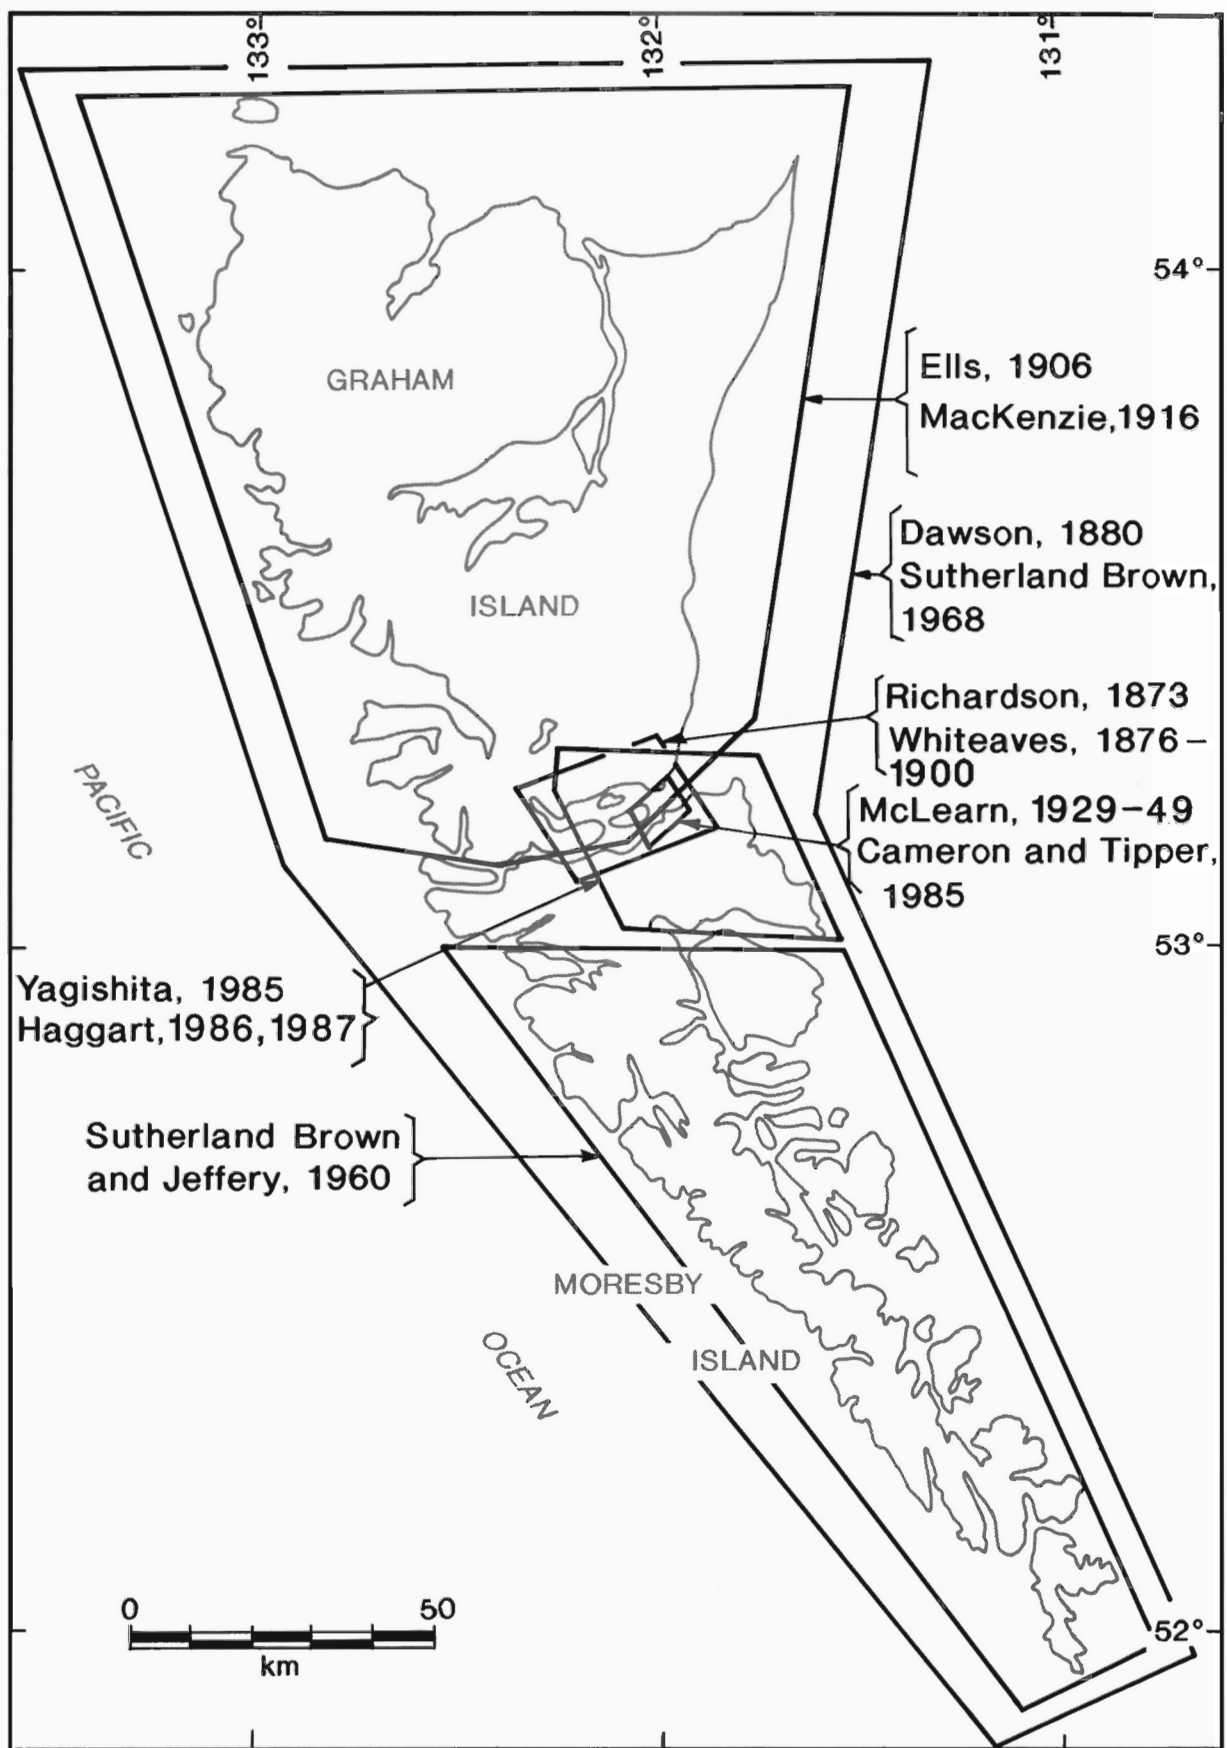 133°
132°
131°
54°
GRAHAM
Ells, 1906
MacKenzie,1916
Dawson, 1880
Sutherland Brown,
1968
ISLAND
Richardson, 1873
Whiteaves, 1876–
1900
PACIFIC
McLearn, 1929–49
Cameron and Tipper,
1985
53°
Yagishita, 1985
Haggart,1986,1987
Sutherland Brown
and Jeffery, 1960
MORESBY
ISLAND
OCEAN
0 50
km
52°